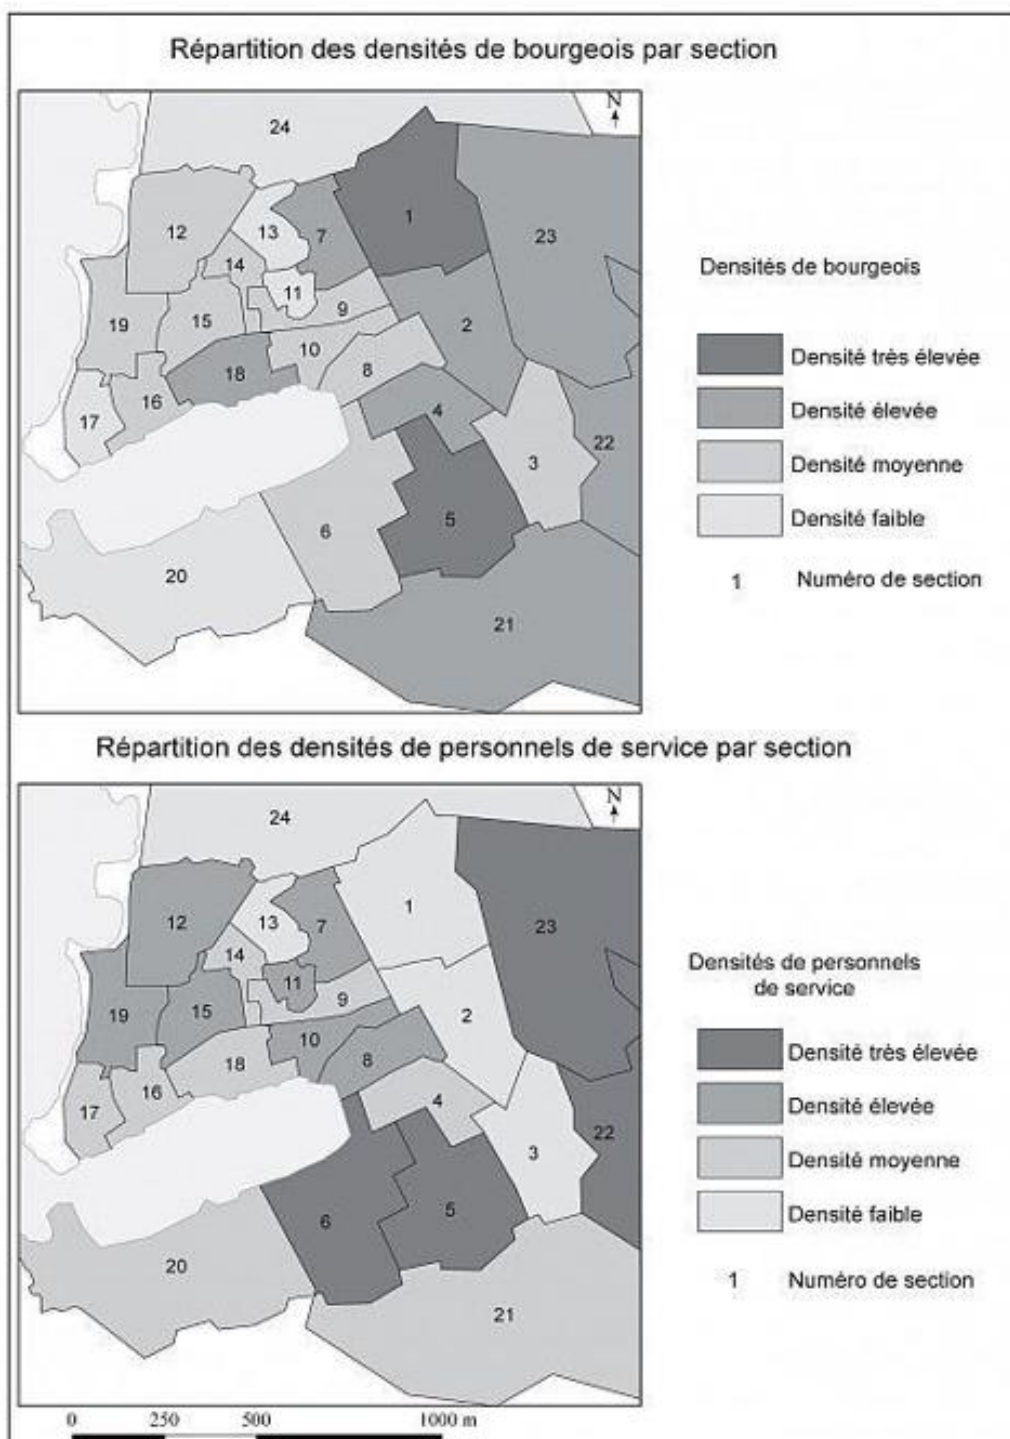 Répartition des densités de bourgeois par section
N
24
1
12
13
7
23
14
11
9
19
15
2
10
18
8
16
17
4
22
3
5
6
20
21
Densités de bourgeois
Densité très élevée
Densité élevée
Densité moyenne
Densité faible
1 Numéro de section
Répartition des densités de personnels de service par section
N
24
1
12
13
7
23
14
11
9
19
15
2
10
18
8
16
17
4
22
3
5
6
20
21
Densités de personnels
de service
Densité très élevée
Densité élevée
Densité moyenne
Densité faible
1 Numéro de section
0 250 500 1000 m